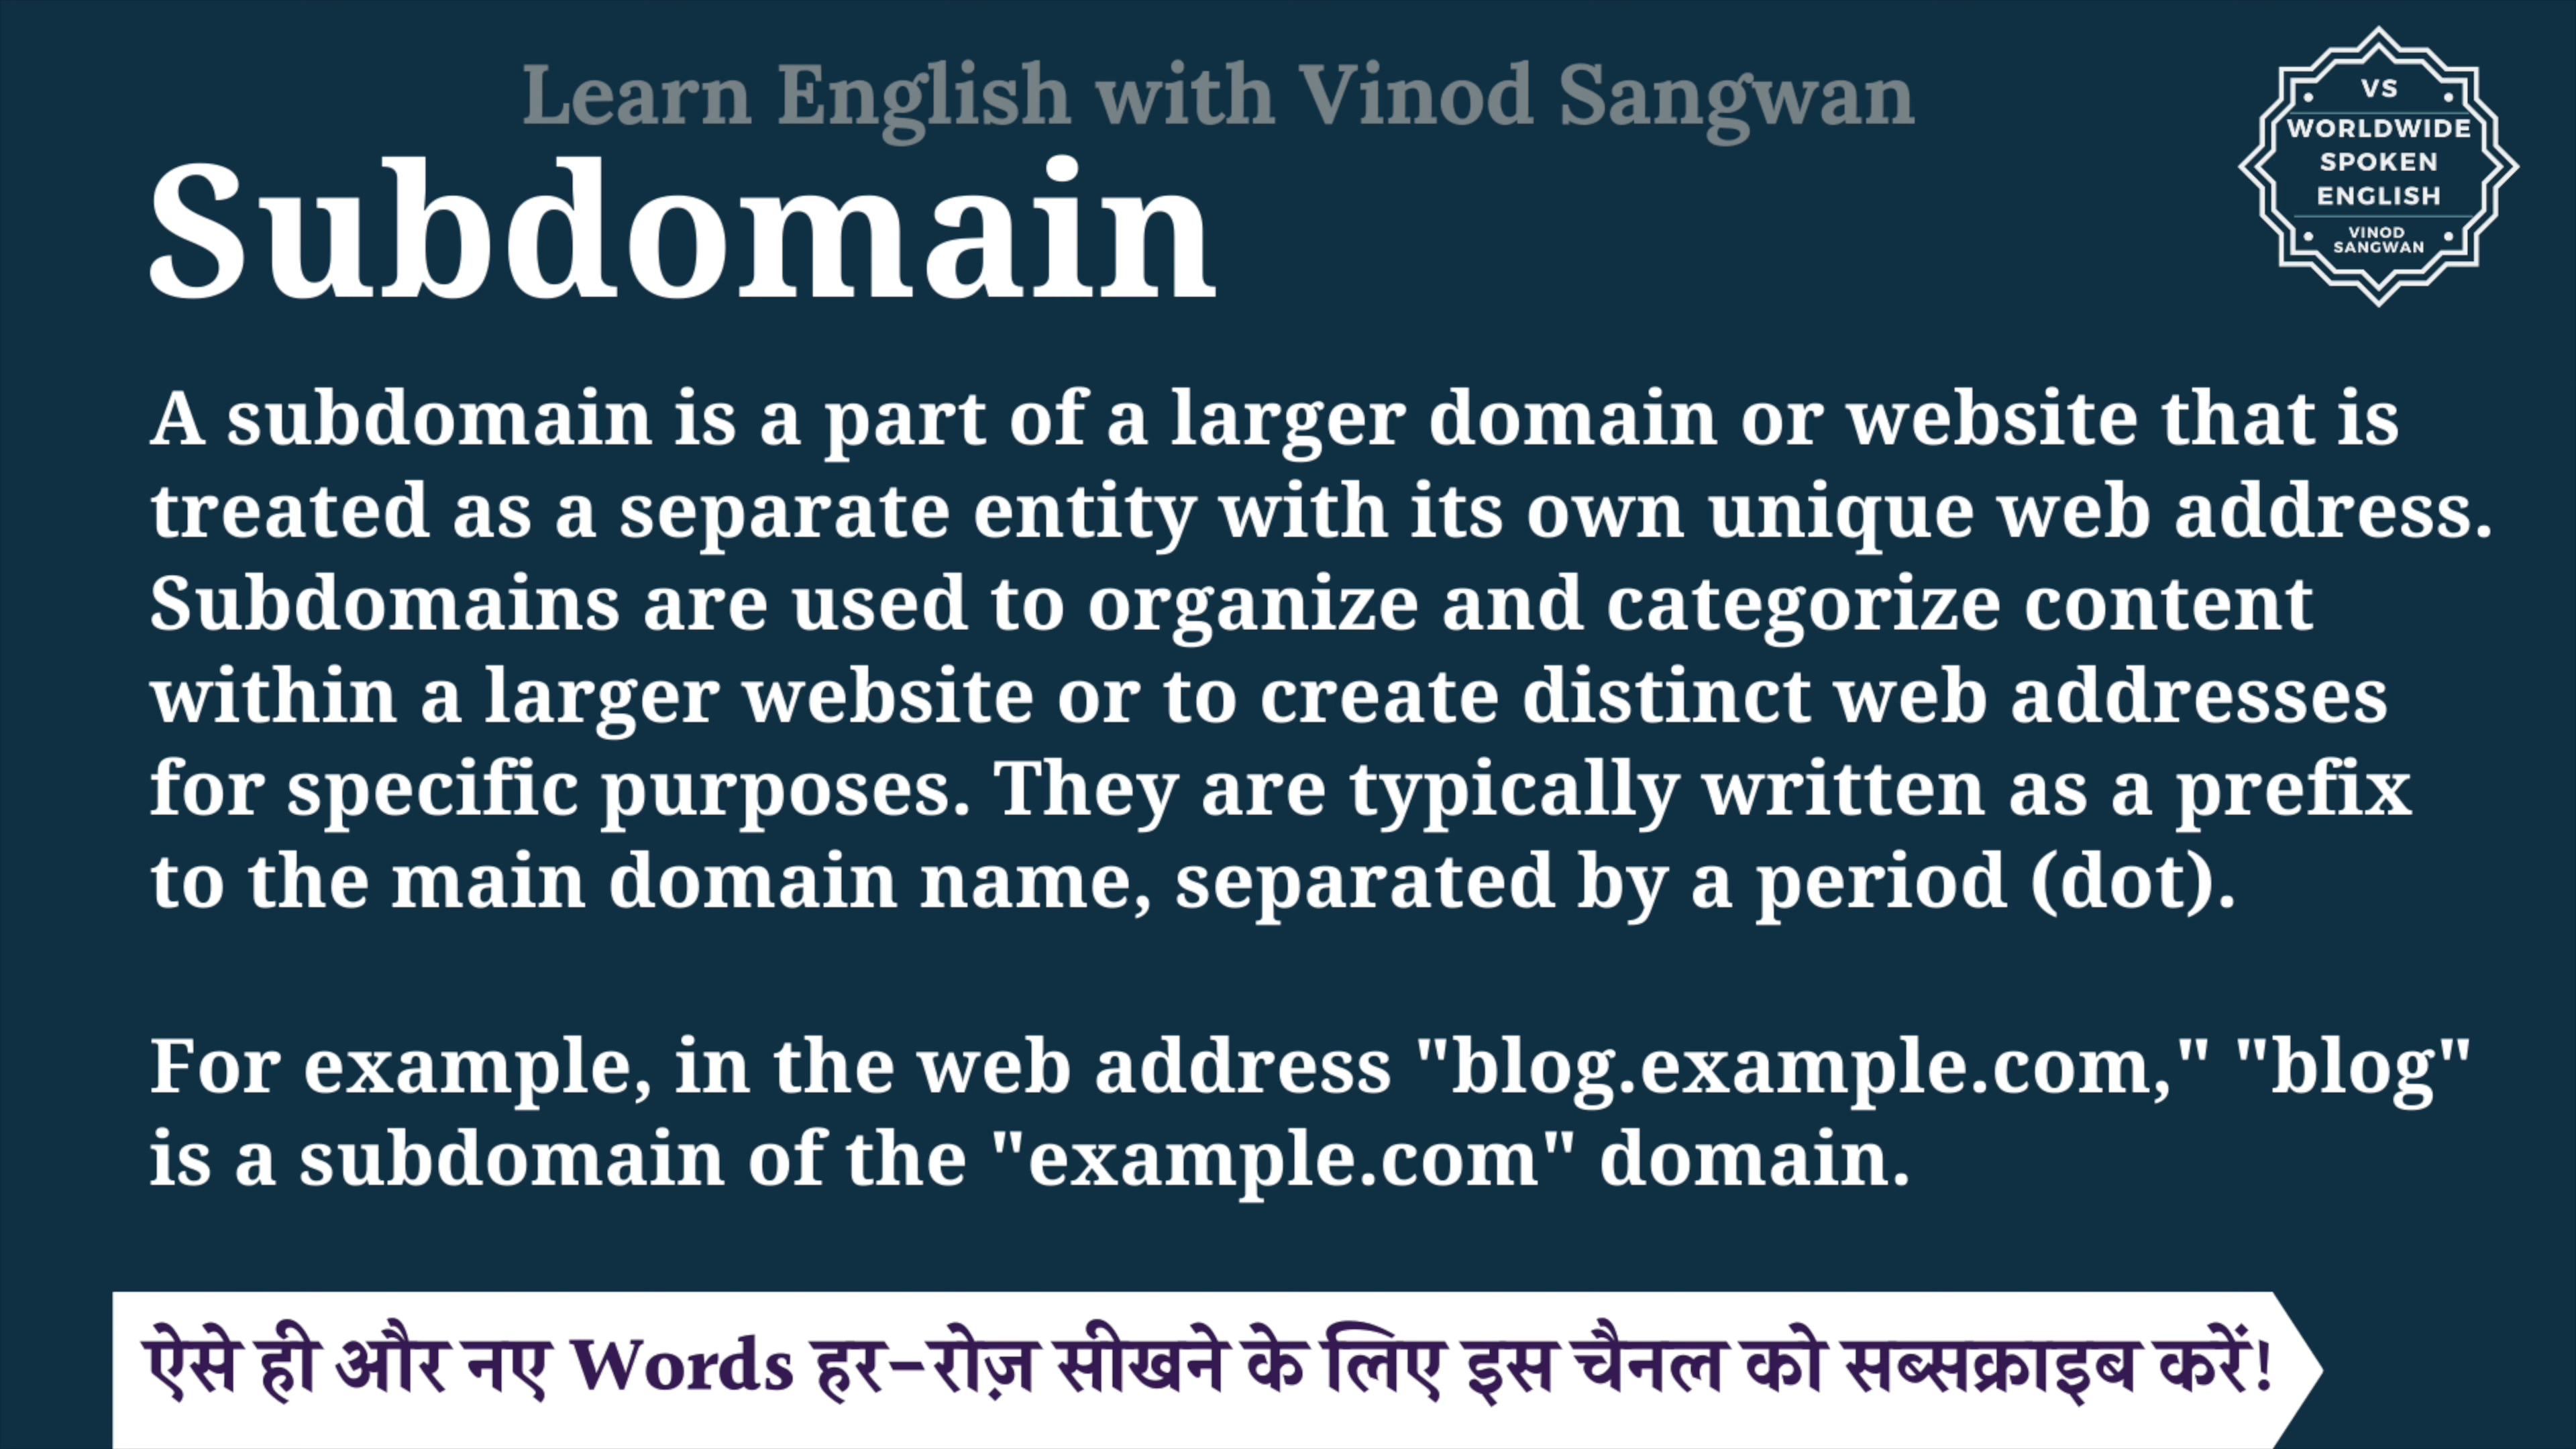 Learn English with Vinod Sangwan
VS
WORLDWIDE
SPOKEN
ENGLISH
VINOD
SANGWAN
Subdomain
A subdomain is a part of a larger domain or website that is
treated as a separate entity with its own unique web address.
Subdomains are used to organize and categorize content
within a larger website or to create distinct web addresses
for specific purposes. They are typically written as a prefix
to the main domain name, separated by a period (dot).
For example, in the web address "blog.example.com," "blog"
is a subdomain of the "example.com" domain.
ऐसे ही और नए Words हर-रोज़ सीखने के लिए इस चैनल को सब्सक्राइब करें!